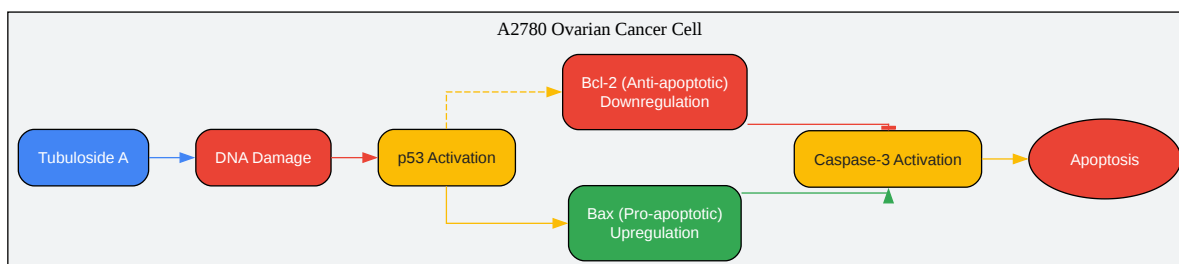 A2780 Ovarian Cancer Cell
Tubuloside A
DNA Damage
p53 Activation
Bcl-2 (Anti-apoptotic)
Downregulation
Bax (Pro-apoptotic)
Upregulation
Caspase-3 Activation
Apoptosis